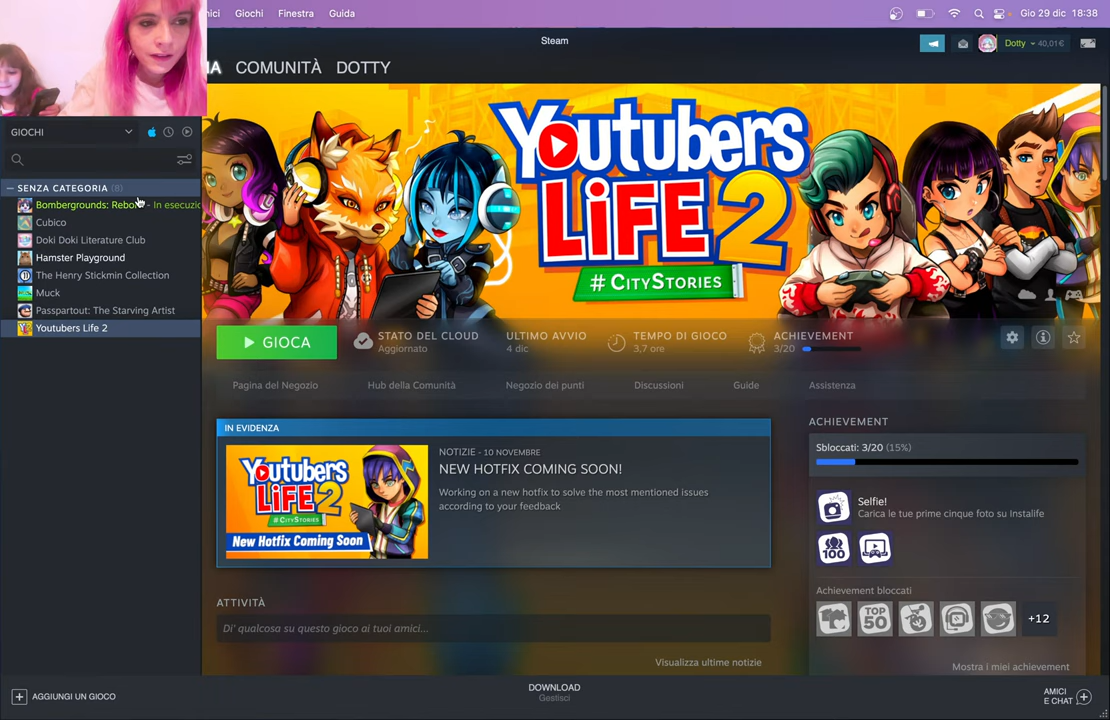 Giochi Finestra Guida
Gio 29 dic 18:38
Steam
Dotty 40,01€
COMUNITÀ DOTTY
GIOCHI
SENZA CATEGORIA (8)
Bombergrounds: Rebo - In esecuzio
Cubico
Doki Doki Literature Club
Hamster Playground
The Henry Stickmin Collection
Muck
Passpartout: The Starving Artist
Youtubers Life 2
YouTubers
LIFE 2
#CITYSTORIES
GIOCA
STATO DEL CLOUD
Aggiornato
ULTIMO AVVIO
4 dic
TEMPO DI GIOCO
3,7 ore
ACHIEVEMENT
3/20
Pagina del Negozio
Hub della Comunità
Negozio dei punti
Discussioni
Guide
Assistenza
IN EVIDENZA
YouTubers
LIFE 2
#CITYSTORIES
New Hotfix Coming Soon
NOTIZIE - 10 NOVEMBRE
NEW HOTFIX COMING SOON!
Working on a new hotfix to solve the most mentioned issues
according to your feedback
ATTIVITÀ
Di' qualcosa su questo gioco ai tuoi amici...
Visualizza ultime notizie
ACHIEVEMENT
Sbloccati: 3/20 (15%)
Selfie!
Carica le tue prime cinque foto su Instalife
100
Achievement bloccati
TOP
50
+12
Mostra i miei achievement
AGGIUNGI UN GIOCO
DOWNLOAD
Gestisci
AMICI
E CHAT